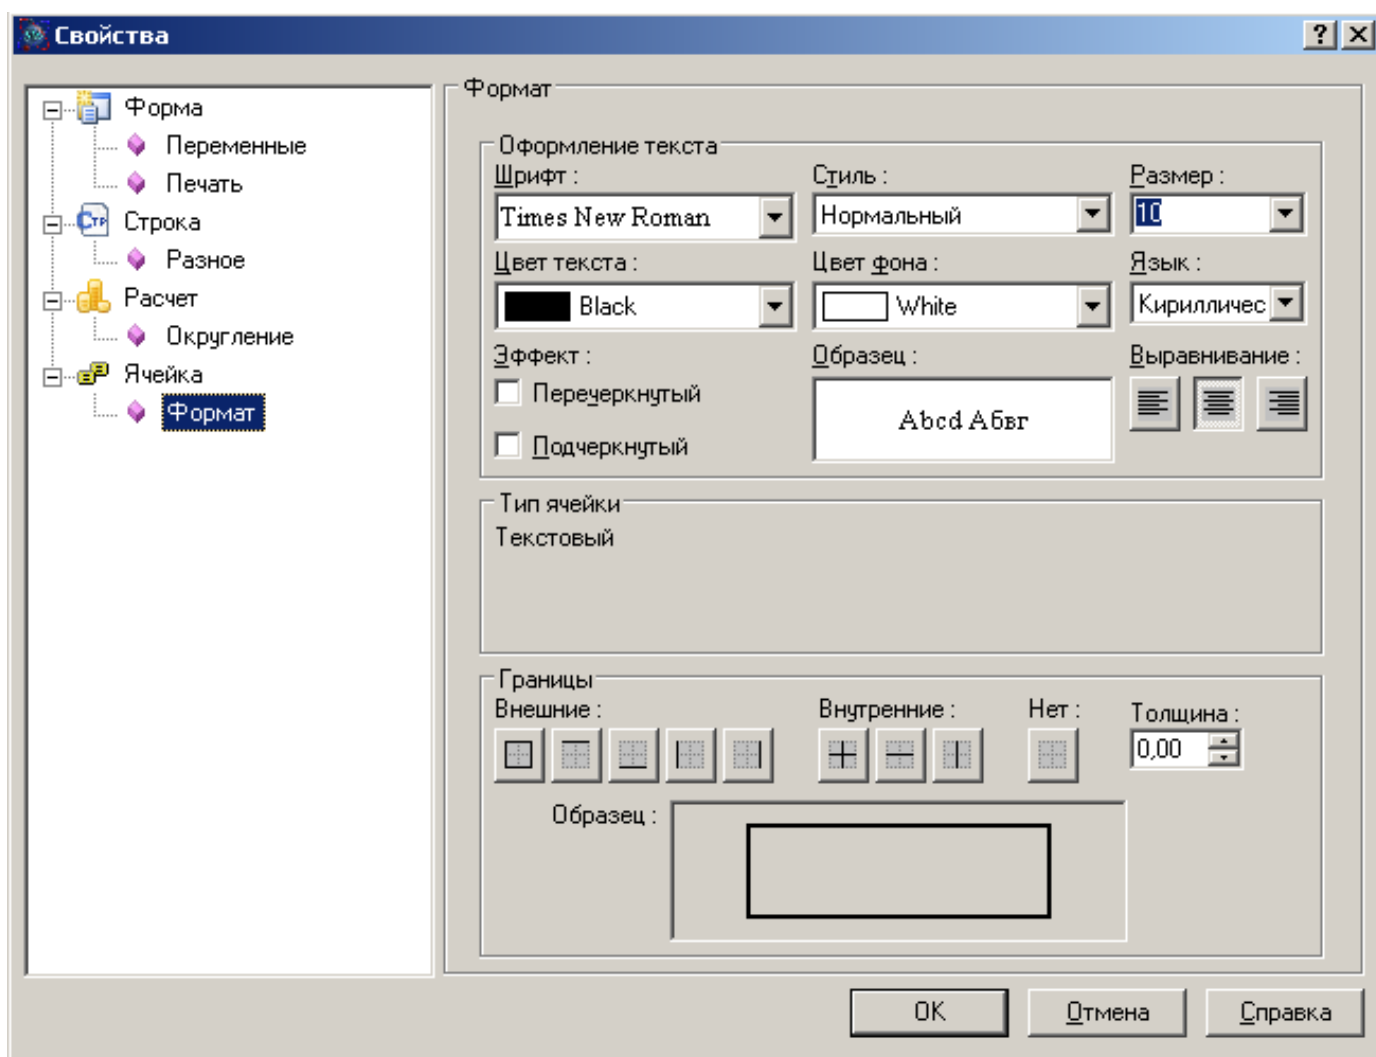 Свойства
Форма
Переменные
Печать
Строка
Разное
Расчет
Округление
Ячейка
Формат
Формат
Оформление текста
Шрифт : Стиль : Размер :
Times New Roman Нормальный 10
Цвет текста : Цвет фона : Язык :
Black White Кирилличес
Эффект : Образец : Выравнивание :
Перечеркнутый
Abcd Абвг
Подчеркнутый
Тип ячейки
Текстовый
Границы
Внешние : Внутренние : Нет : Толщина :
0,00
Образец :
OK Отмена Справка